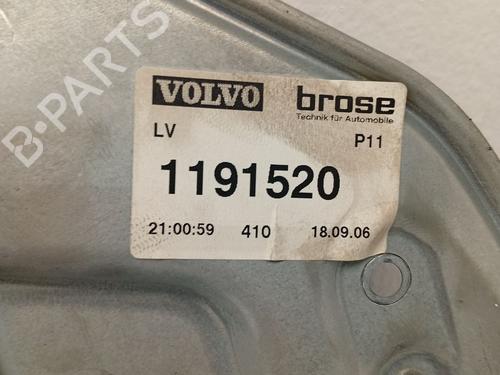 B-PARTS
VOLVO
brose
Technik für Automobile
LV
P11
1191520
21:00:59 410 18.09.06